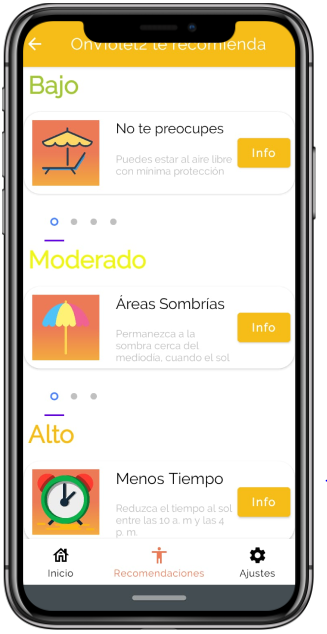 OnViolet2 te recomienda
Bajo
No te preocupes
Puedes estar al aire libre
con mínima protección
Info
Moderado
Áreas Sombrías
Permanezca a la
sombra cerca del
mediodía, cuando el sol
Info
Alto
Menos Tiempo
Reduzca el tiempo al sol
entre las 10 a. m y las 4
p. m.
Info
Inicio
Recomendaciones
Ajustes